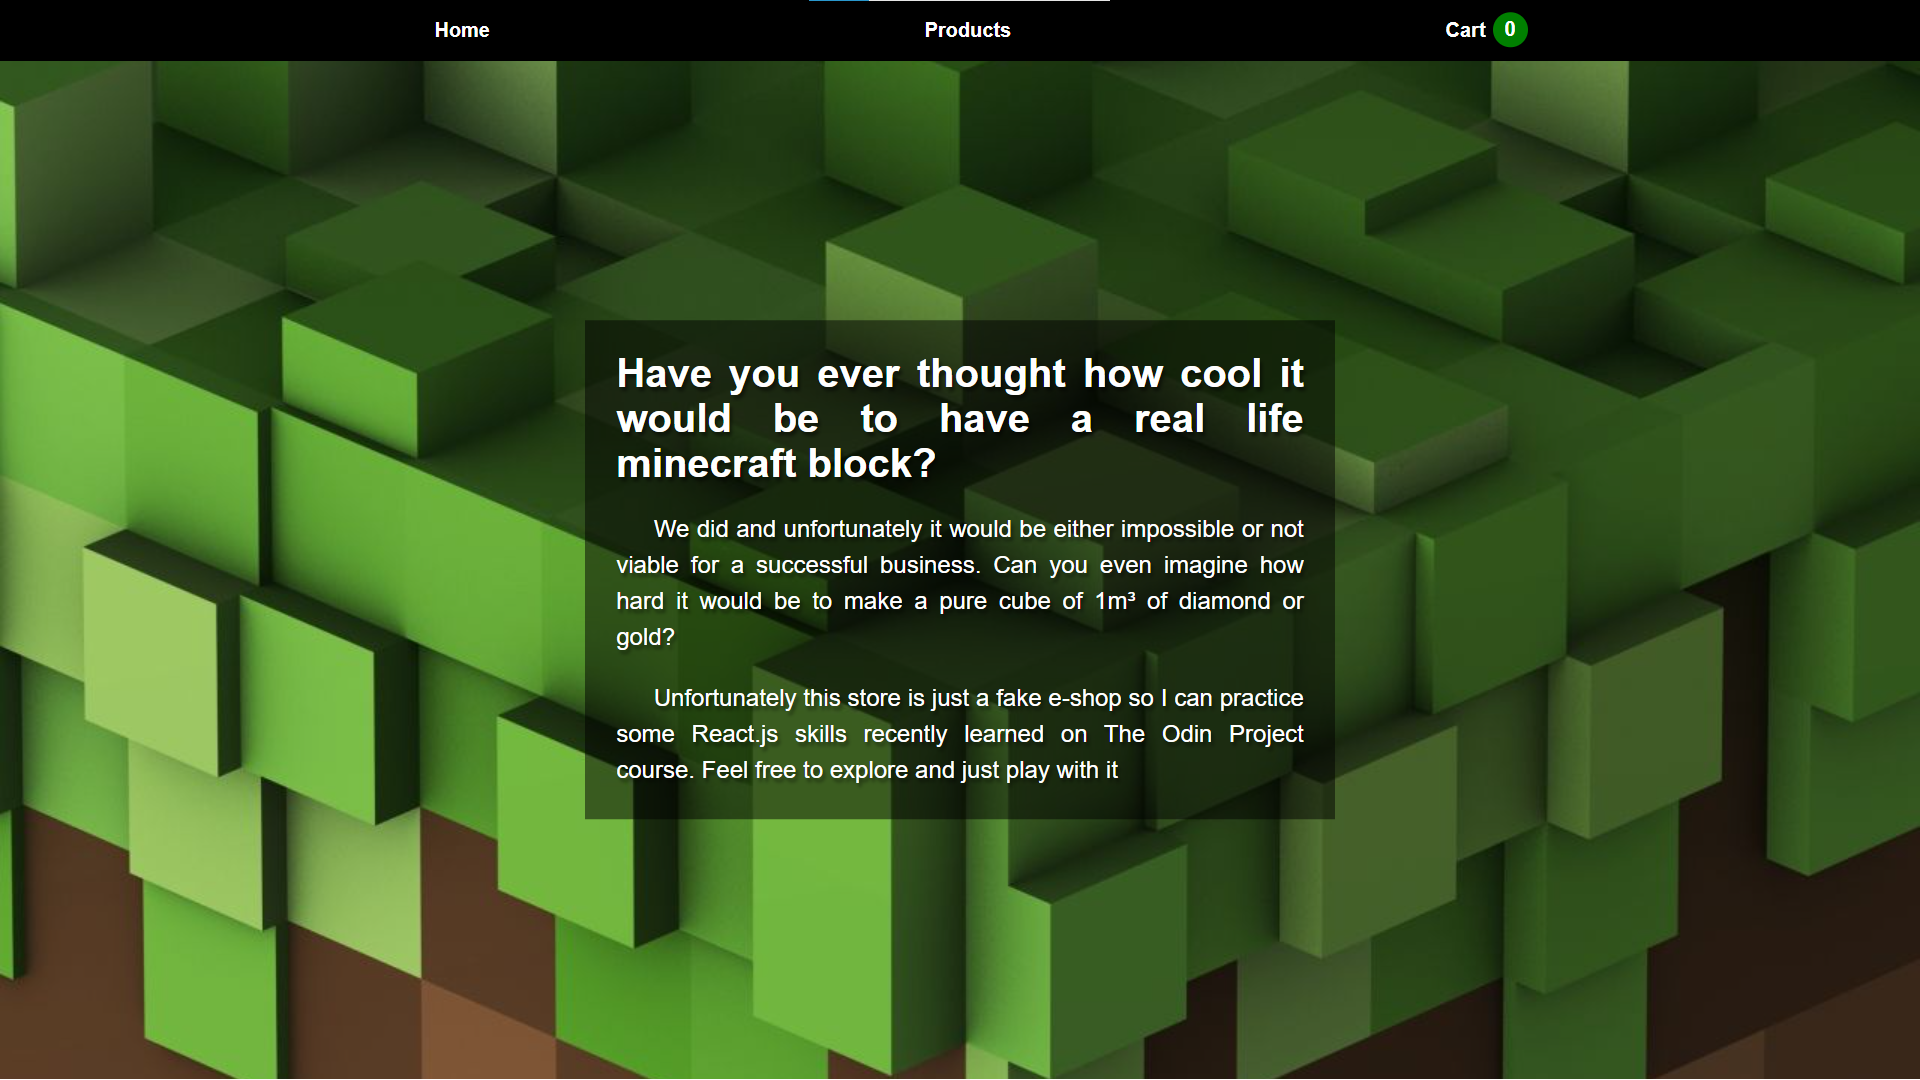 Home Products Cart 0
Have you ever thought how cool it
would be to have a real life
minecraft block?
We did and unfortunately it would be either impossible or not
viable for a successful business. Can you even imagine how
hard it would be to make a pure cube of 1m³ of diamond or
gold?
Unfortunately this store is just a fake e-shop so I can practice
some React.js skills recently learned on The Odin Project
course. Feel free to explore and just play with it